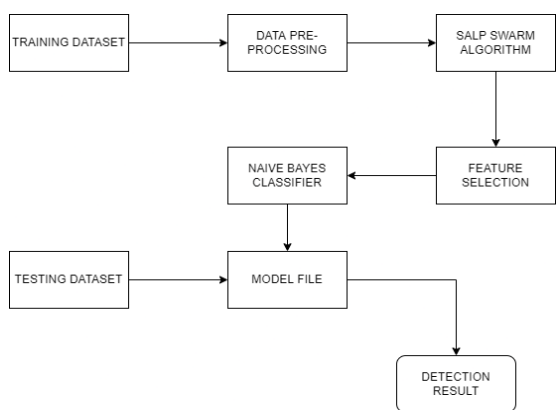 TRAINING DATASET
DATA PRE-
PROCESSING
SALP SWARM
ALGORITHM
NAIVE BAYES
CLASSIFIER
FEATURE
SELECTION
TESTING DATASET
MODEL FILE
DETECTION
RESULT